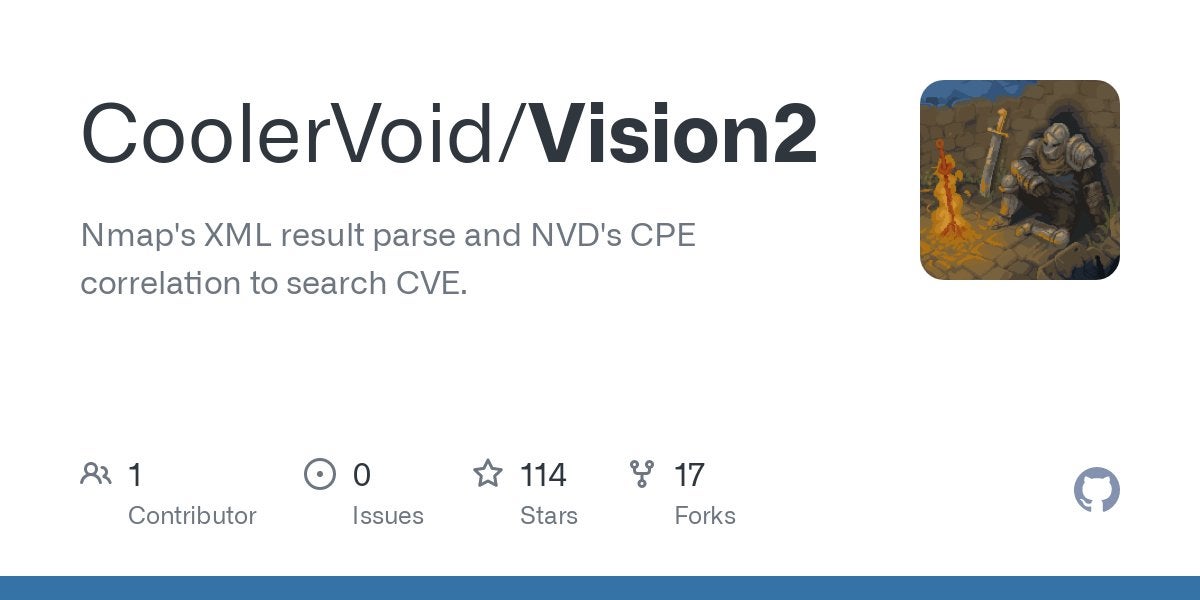 CoolerVoid/Vision2
Nmap's XML result parse and NVD's CPE
correlation to search CVE.
1
Contributor
0
Issues
114
Stars
17
Forks